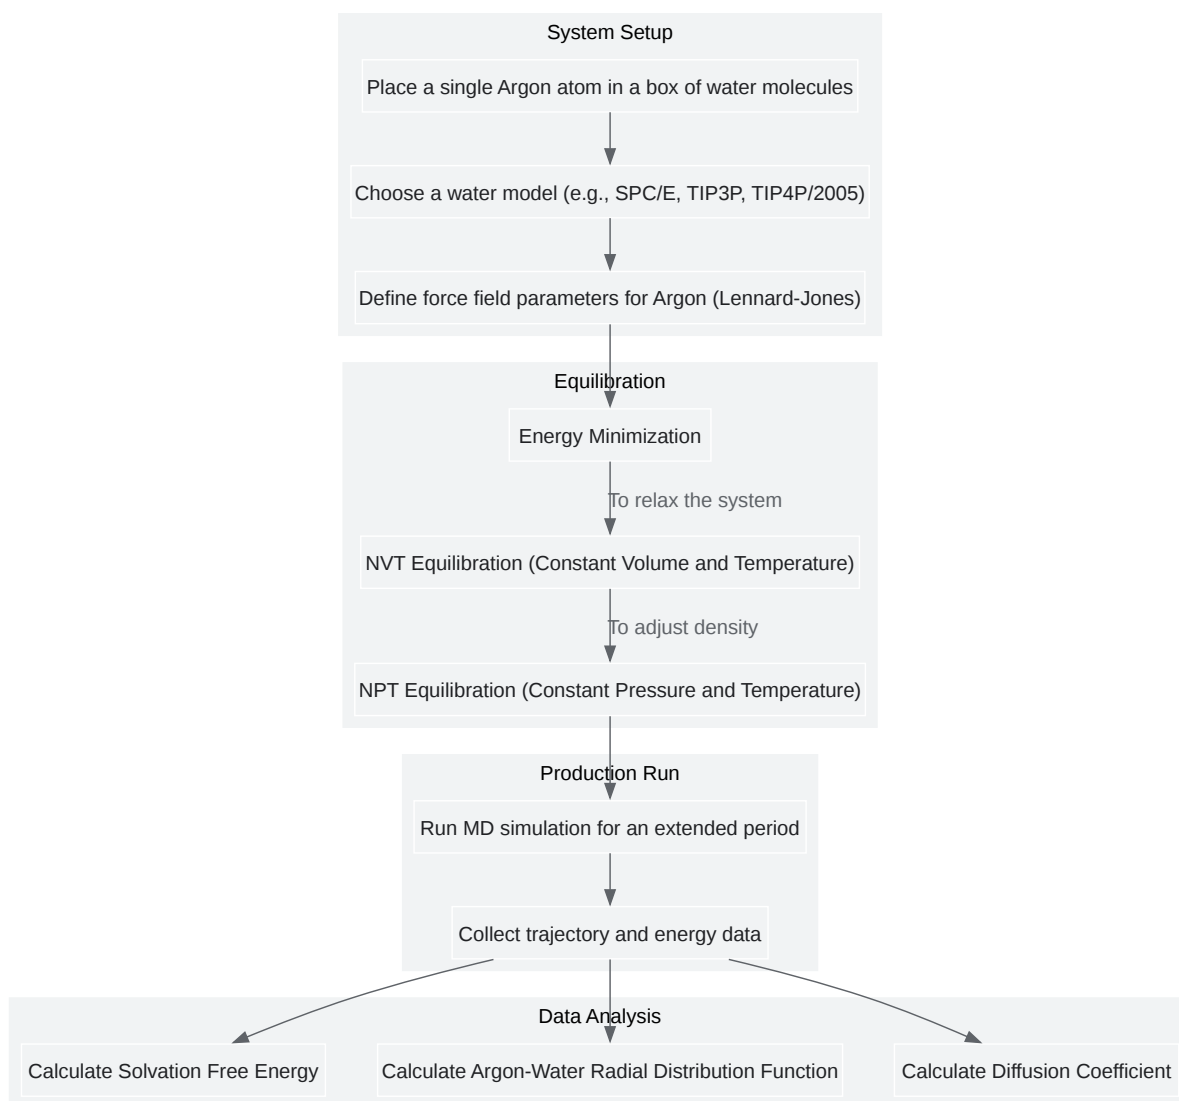 System Setup
Place a single Argon atom in a box of water molecules
Choose a water model (e.g., SPC/E, TIP3P, TIP4P/2005)
Define force field parameters for Argon (Lennard-Jones)
Equilibration
Energy Minimization
To relax the system
NVT Equilibration (Constant Volume and Temperature)
To adjust density
NPT Equilibration (Constant Pressure and Temperature)
Production Run
Run MD simulation for an extended period
Collect trajectory and energy data
Data Analysis
Calculate Solvation Free Energy
Calculate Argon-Water Radial Distribution Function
Calculate Diffusion Coefficient